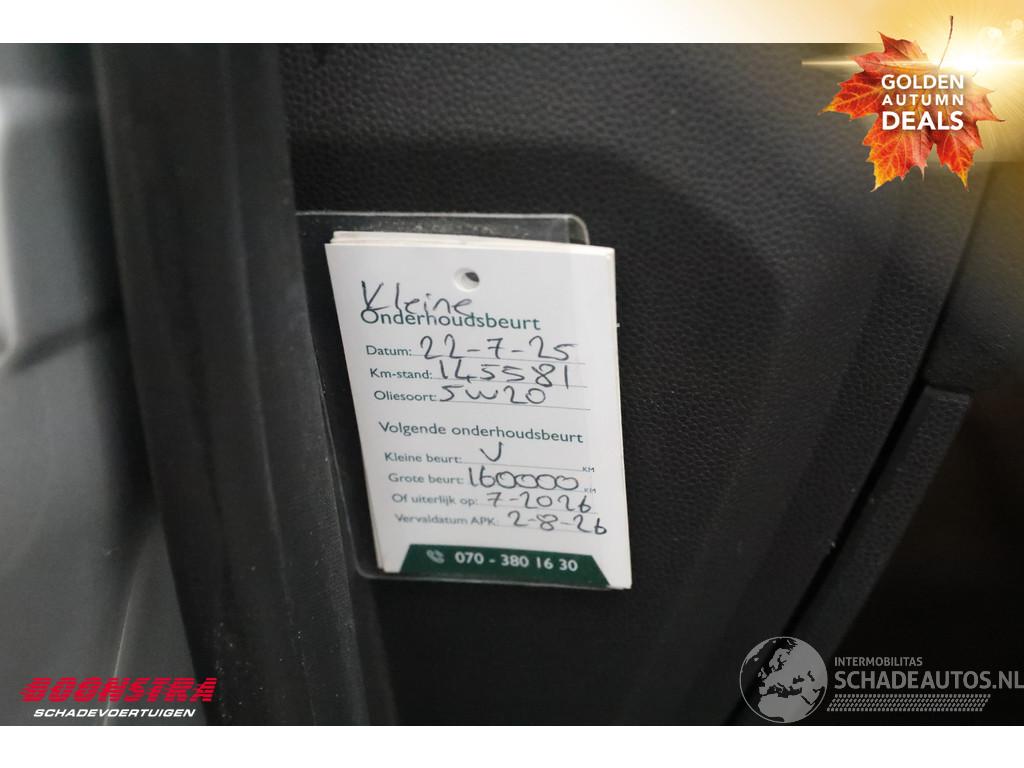 GOLDEN
AUTUMN
DEALS
Kleine
Onderhoudsbeurt
Datum: 22-7-25
Km-stand: 145581
Oliesoort: 5W20
Volgende onderhoudsbeurt
Kleine beurt: KM
Grote beurt: 160000 KM
Of uiterlijk op: 7-2026
Vervaldatum APK: 2-8-26
070 - 380 16 30
BOONSTRA
SCHADEVOERTUIGEN
INTERMOBILITAS
SCHADEAUTOS.NL